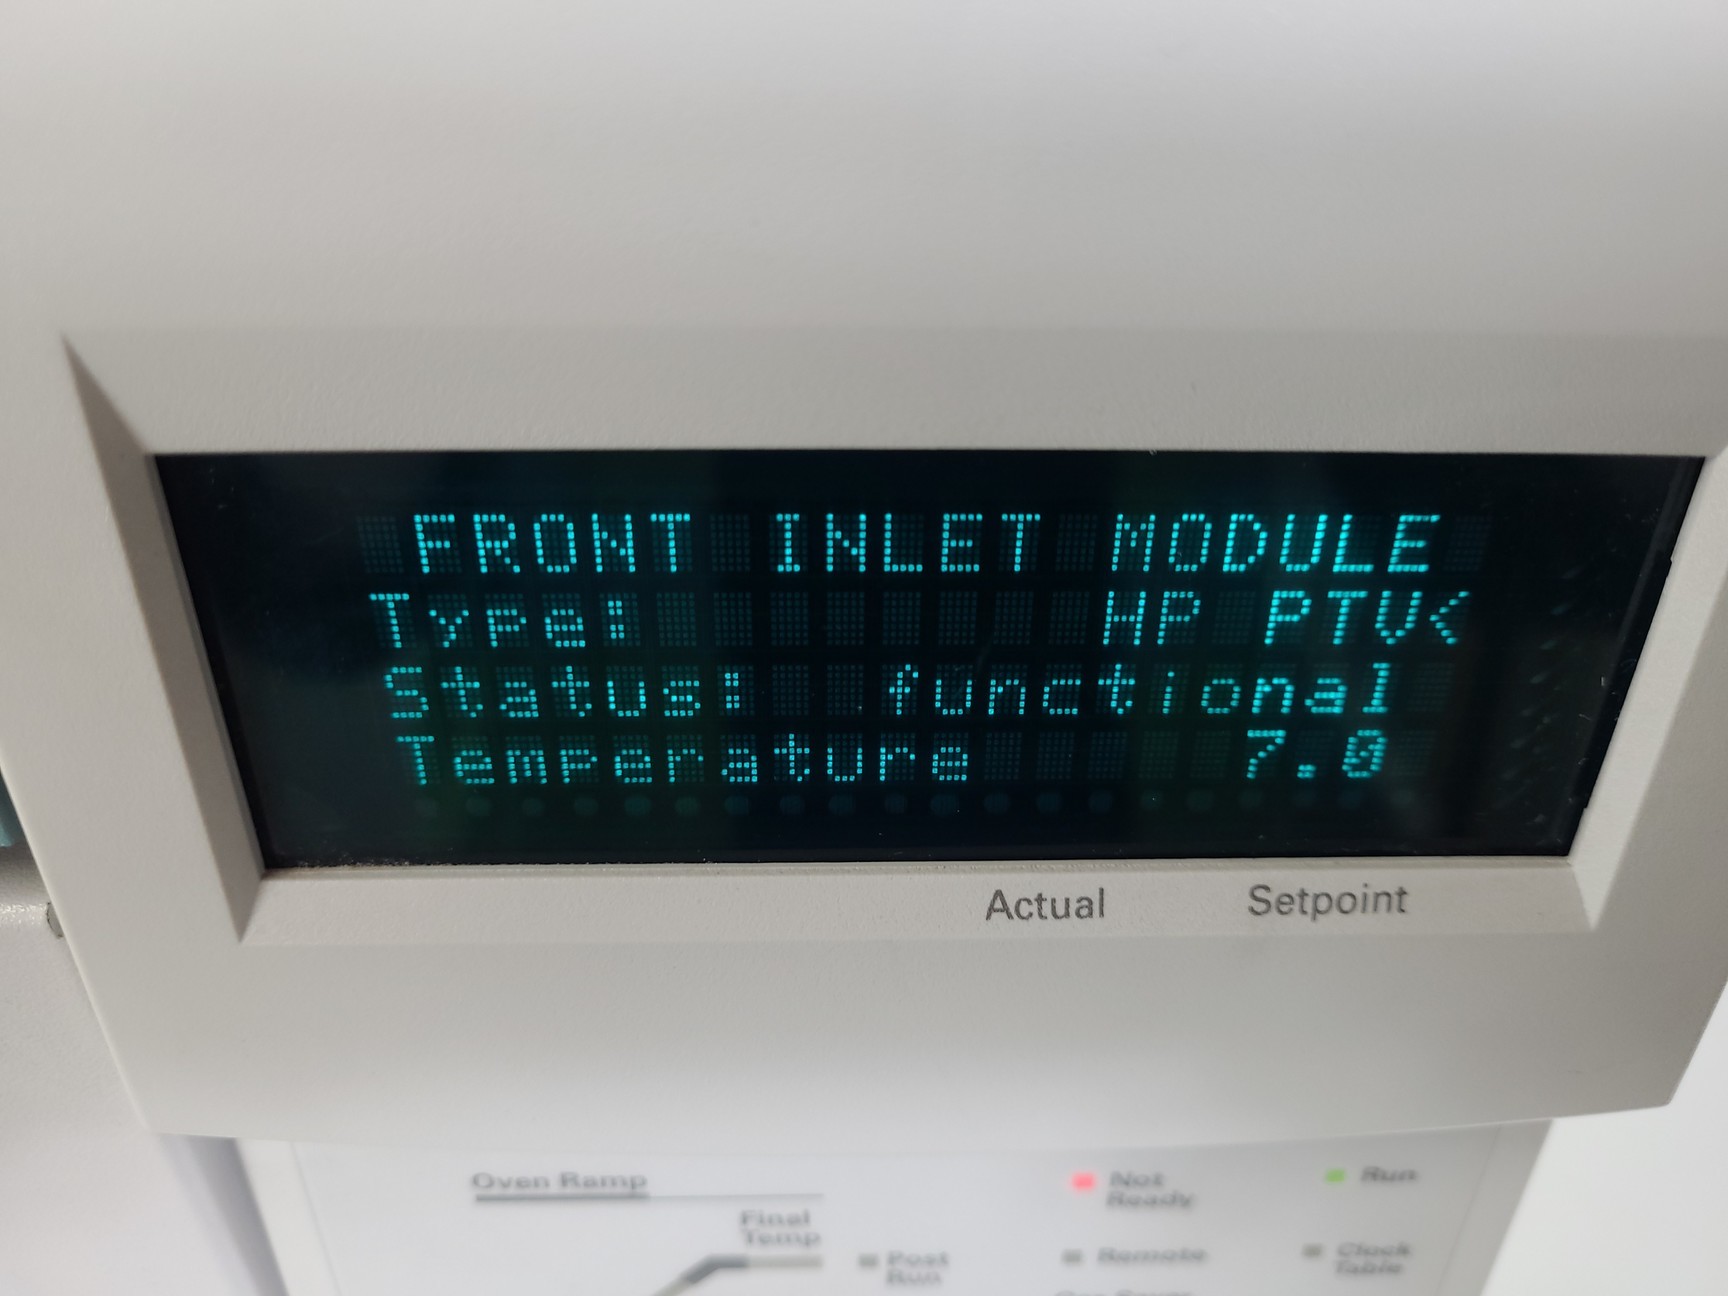 FRONT INLET MODULE
Type: HP PTV<
Status: functional
Temperature 7.0
Actual Setpoint
Oven Ramp
Not Ready
Run
Final Temp
Post Run
Remote
Clock Table